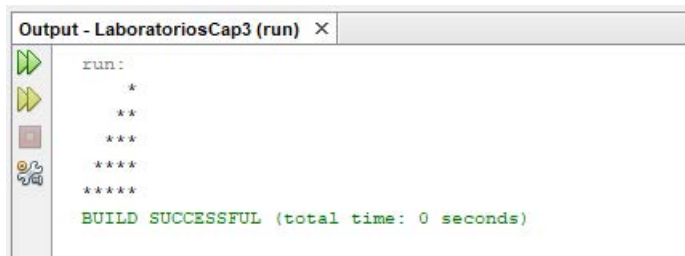 Output - LaboratoriosCap3 (run) ×
run:
    *
   **
  ***
 ****
*****
BUILD SUCCESSFUL (total time: 0 seconds)